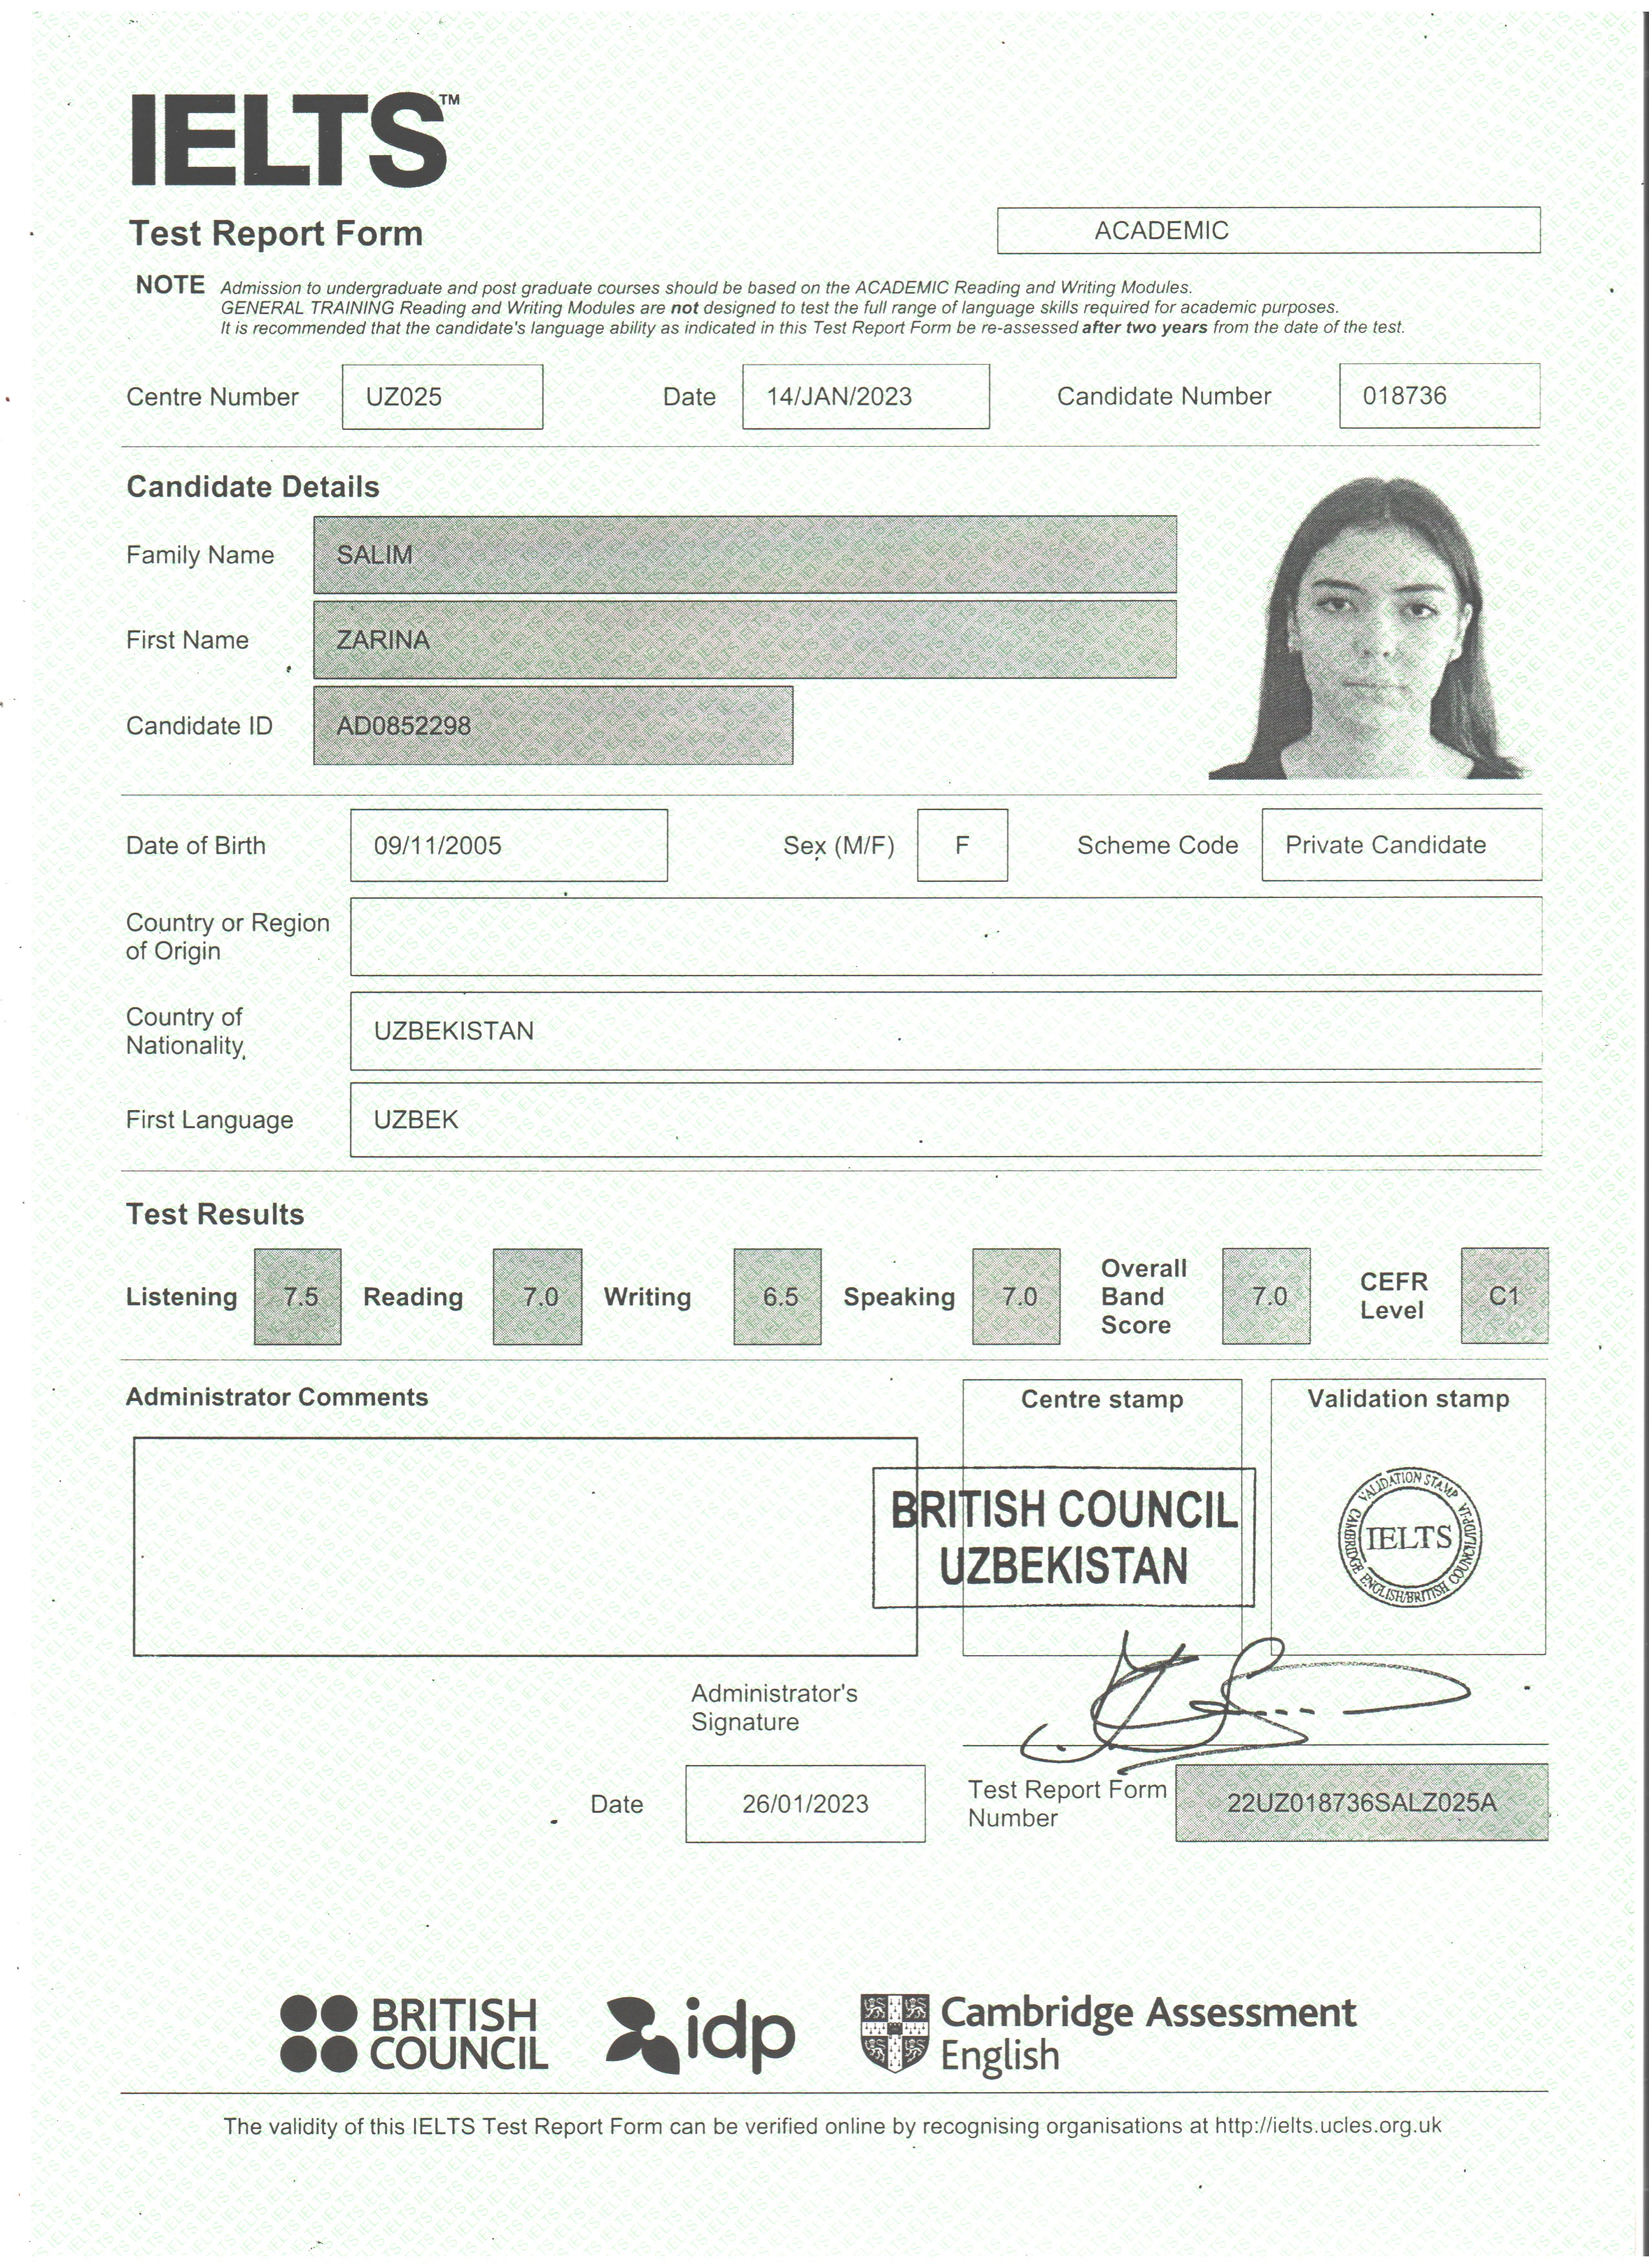 IELTS™
Test Report Form
ACADEMIC
NOTE Admission to undergraduate and post graduate courses should be based on the ACADEMIC Reading and Writing Modules.
GENERAL TRAINING Reading and Writing Modules are not designed to test the full range of language skills required for academic purposes.
It is recommended that the candidate's language ability as indicated in this Test Report Form be re-assessed after two years from the date of the test.
Centre Number UZ025 Date 14/JAN/2023 Candidate Number 018736
Candidate Details
Family Name SALIM
First Name ZARINA
Candidate ID AD0852298
Date of Birth 09/11/2005 Sex (M/F) F Scheme Code Private Candidate
Country or Region
of Origin
Country of
Nationality UZBEKISTAN
First Language UZBEK
Test Results
Listening 7.5 Reading 7.0 Writing 6.5 Speaking 7.0 Overall Band Score 7.0 CEFR Level C1
Administrator Comments
Centre stamp
Validation stamp
BRITISH COUNCIL
UZBEKISTAN
VALIDATION STAMP
CAMBRIDGE ENGLISH/BRITISH COUNCIL/IDP:IA
IELTS
Administrator's
Signature
Date 26/01/2023
Test Report Form
Number 22UZ018736SALZ025A
BRITISH
COUNCIL
idp
Cambridge Assessment
English
The validity of this IELTS Test Report Form can be verified online by recognising organisations at http://ielts.ucles.org.uk